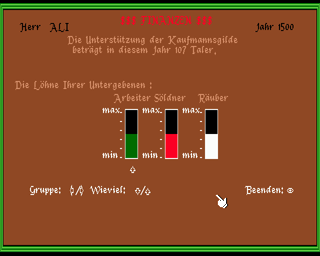 Herr ALI
FINANZEN
Jahr 1500
Die Unterstützung der Kaufmannsgilde
beträgt in diesem Jahr 107 Taler.
Die Löhne Ihrer Untergebenen :
Arbeiter Söldner Räuber
max. max. max.
min. min. min.
Gruppe: Wieviel: Beenden: